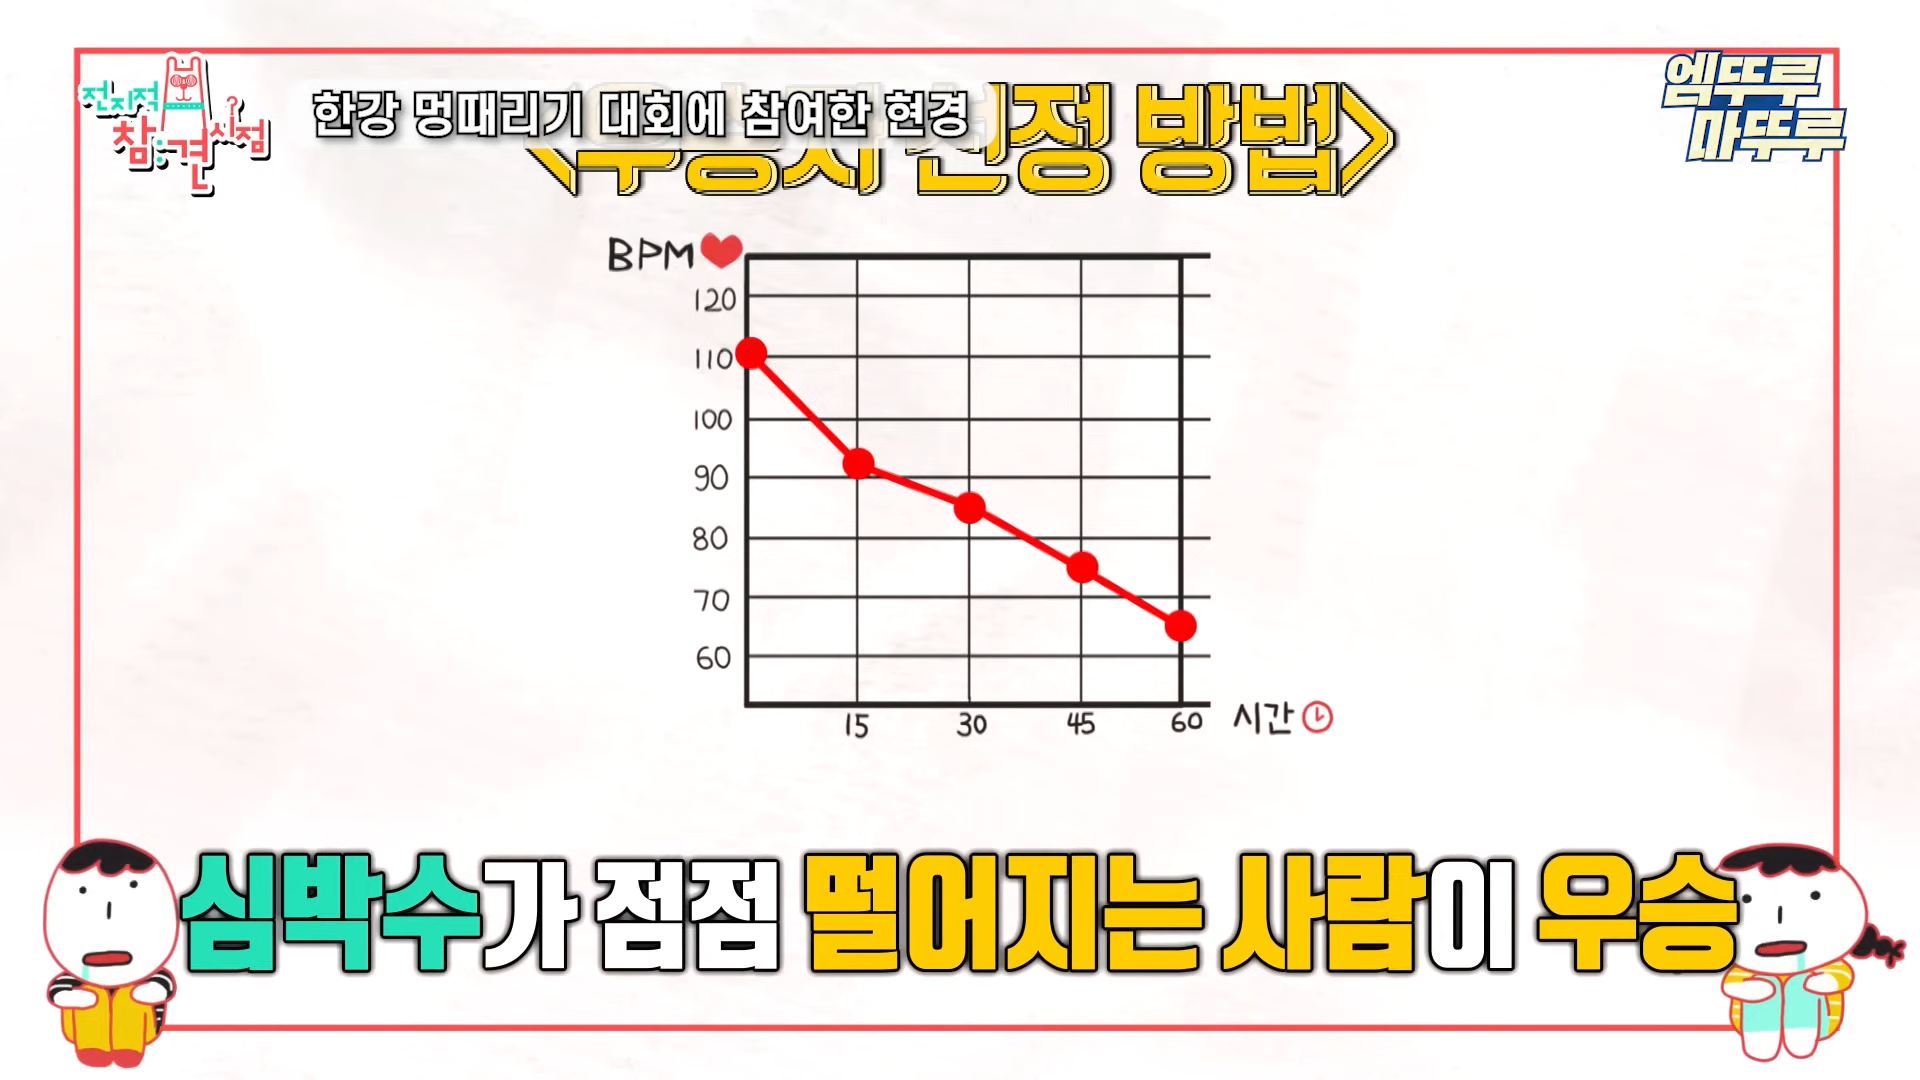 전지적
참견
시점
한강 멍때리기 대회에 참여한 현경
선정 방법>
엠뚜루
마뚜루
BPM
120
110
100
90
80
70
60
15 30 45 60 시간
심박수가 점점 떨어지는 사람이 우승